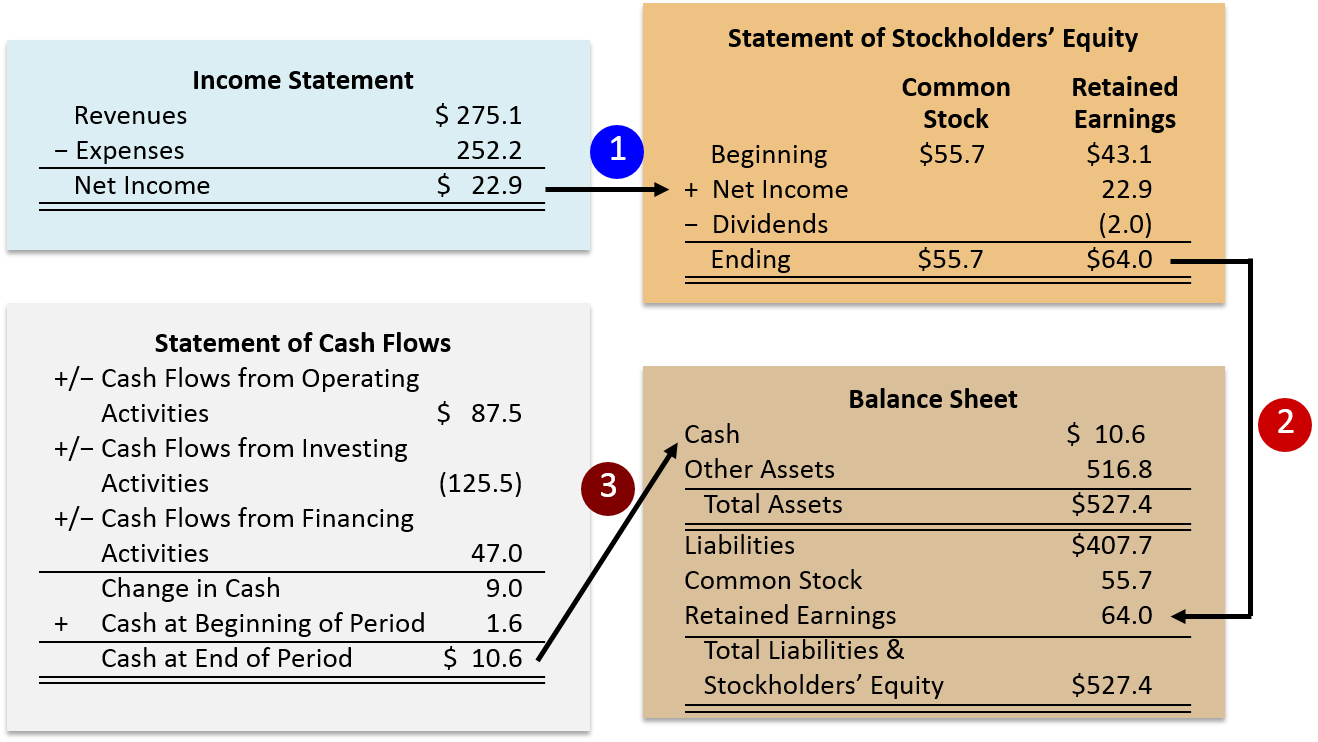 Income Statement
Revenues $ 275.1
− Expenses 252.2
Net Income $ 22.9
1
Statement of Stockholders’ Equity
Common Retained
Stock Earnings
Beginning $55.7 $43.1
+ Net Income 22.9
− Dividends (2.0)
Ending $55.7 $64.0
2
Statement of Cash Flows
+/− Cash Flows from Operating
Activities $ 87.5
+/− Cash Flows from Investing
Activities (125.5)
+/− Cash Flows from Financing
Activities 47.0
Change in Cash 9.0
+ Cash at Beginning of Period 1.6
Cash at End of Period $ 10.6
3
Balance Sheet
Cash $ 10.6
Other Assets 516.8
Total Assets $527.4
Liabilities $407.7
Common Stock 55.7
Retained Earnings 64.0
Total Liabilities &
Stockholders’ Equity $527.4